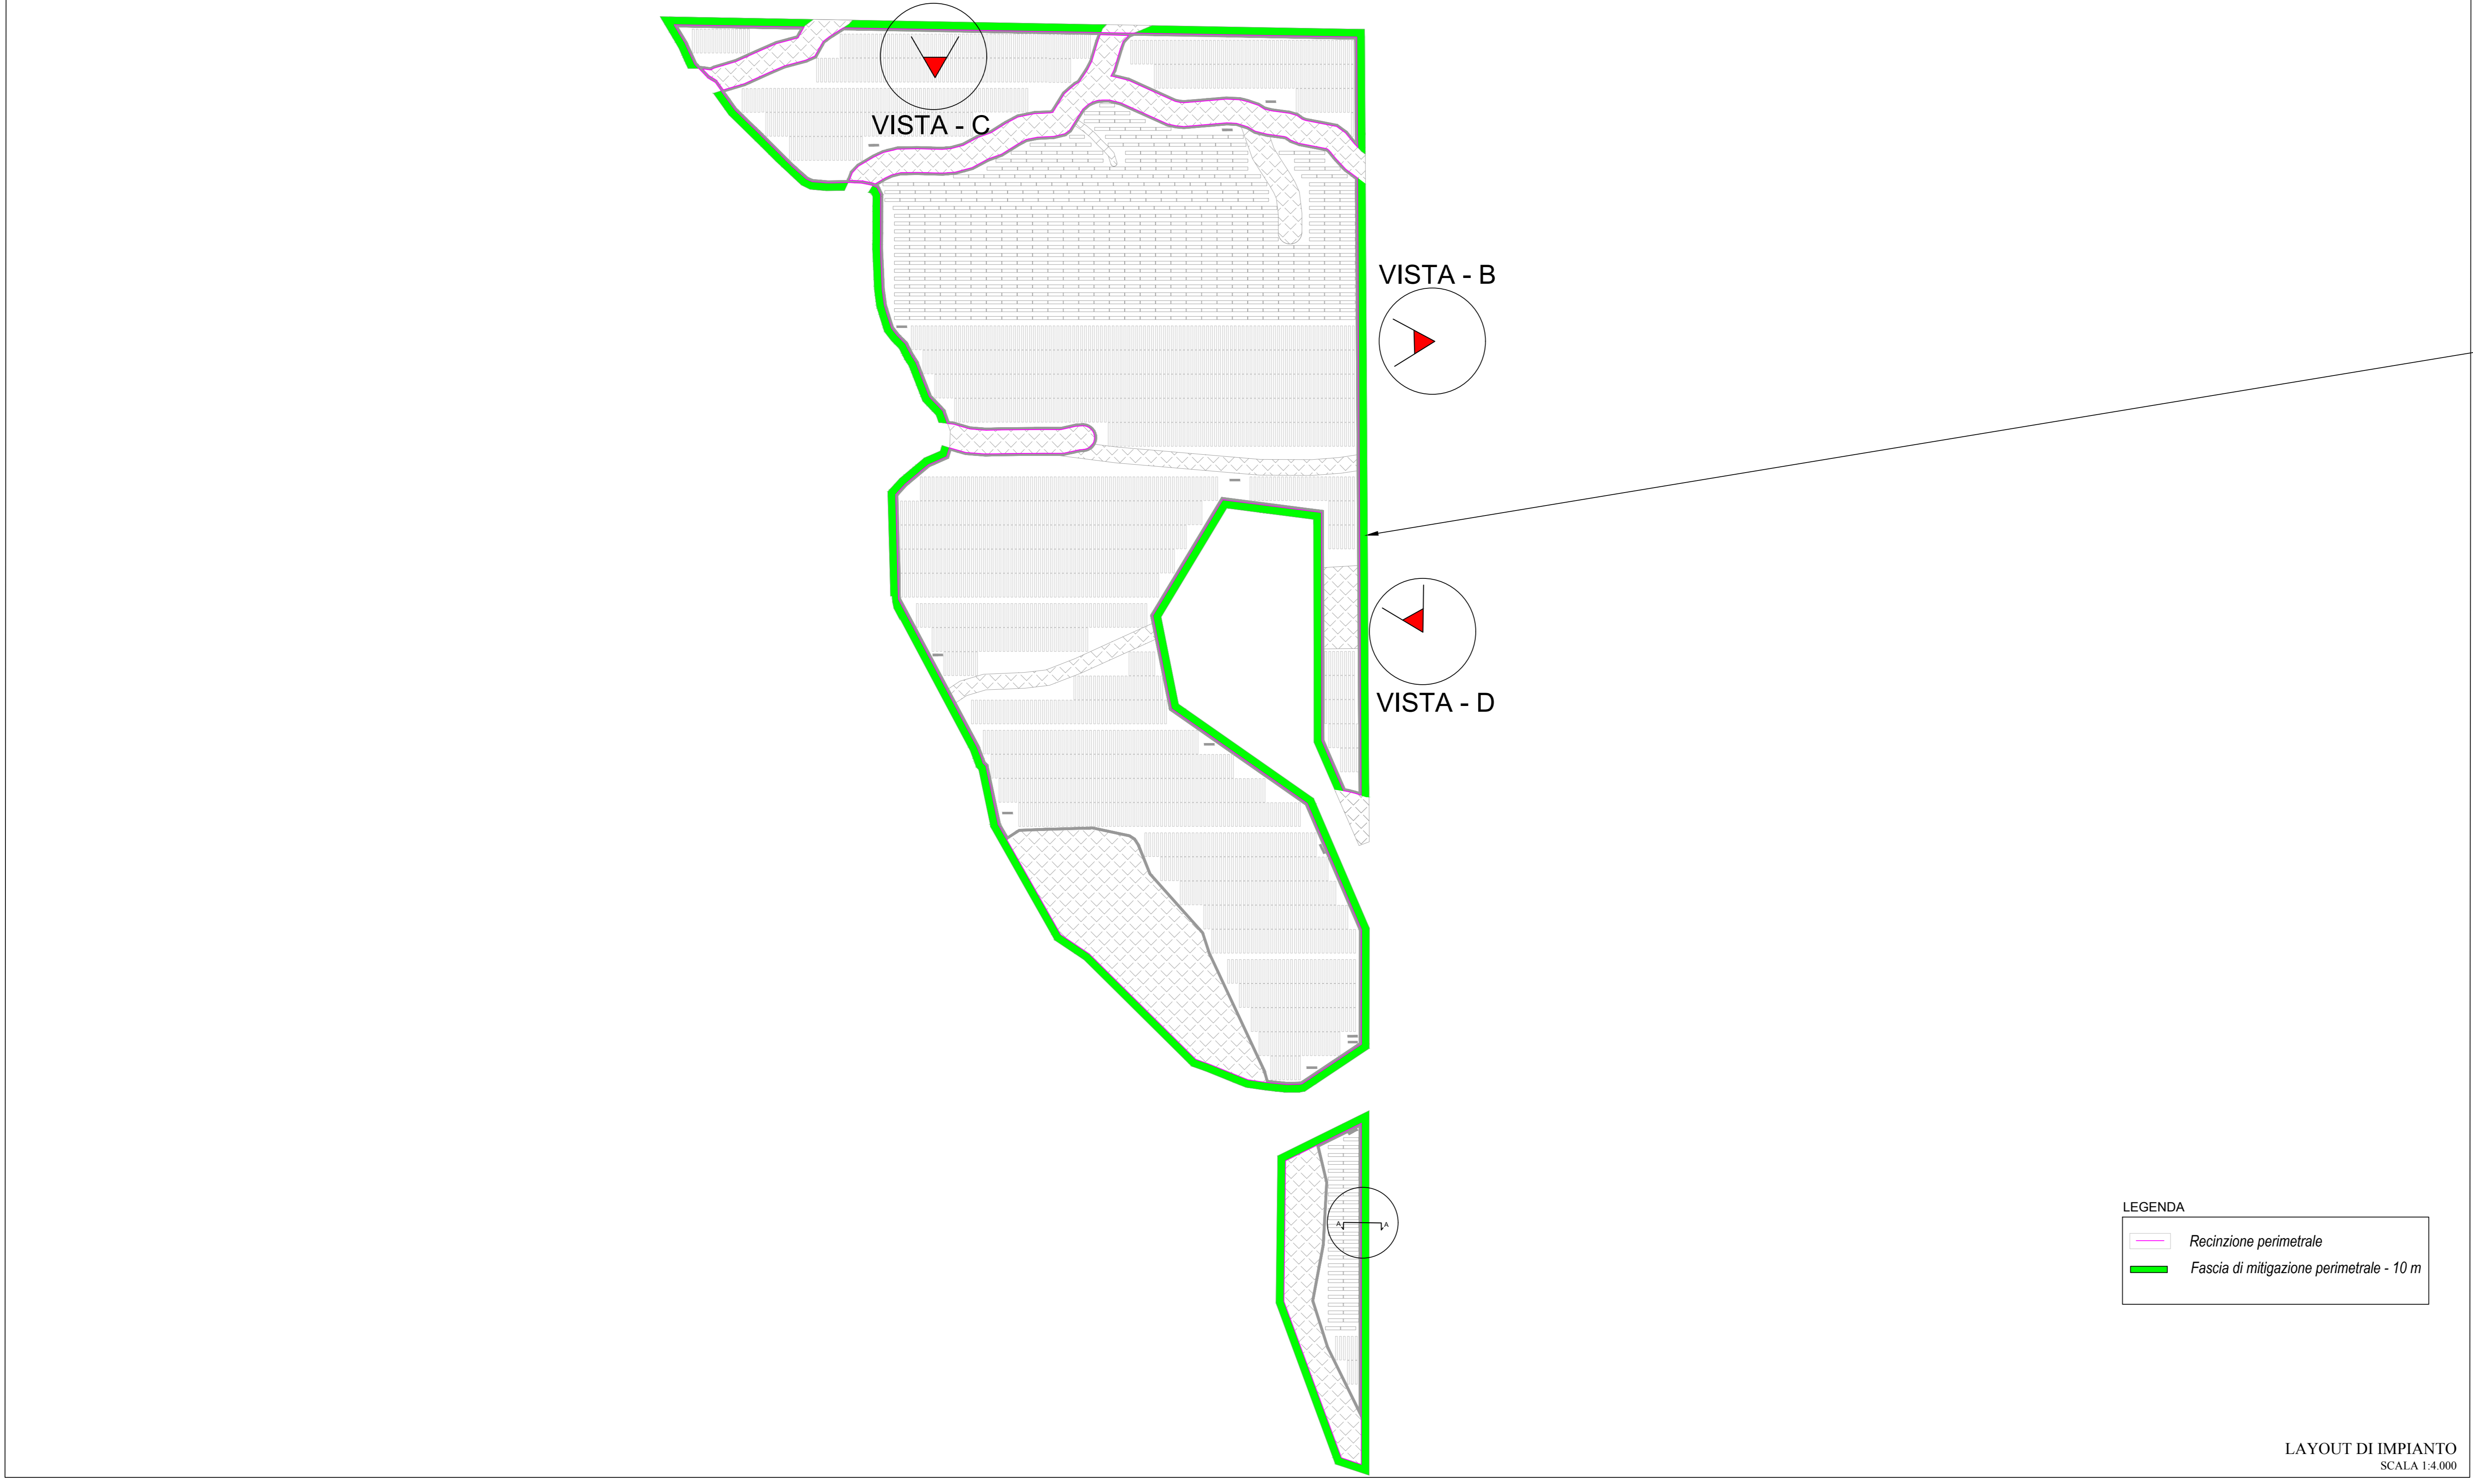 VISTA - C
VISTA - B
VISTA - D
A
A
LEGENDA
Recinzione perimetrale
Fascia di mitigazione perimetrale - 10 m
LAYOUT DI IMPIANTO
SCALA 1:4.000